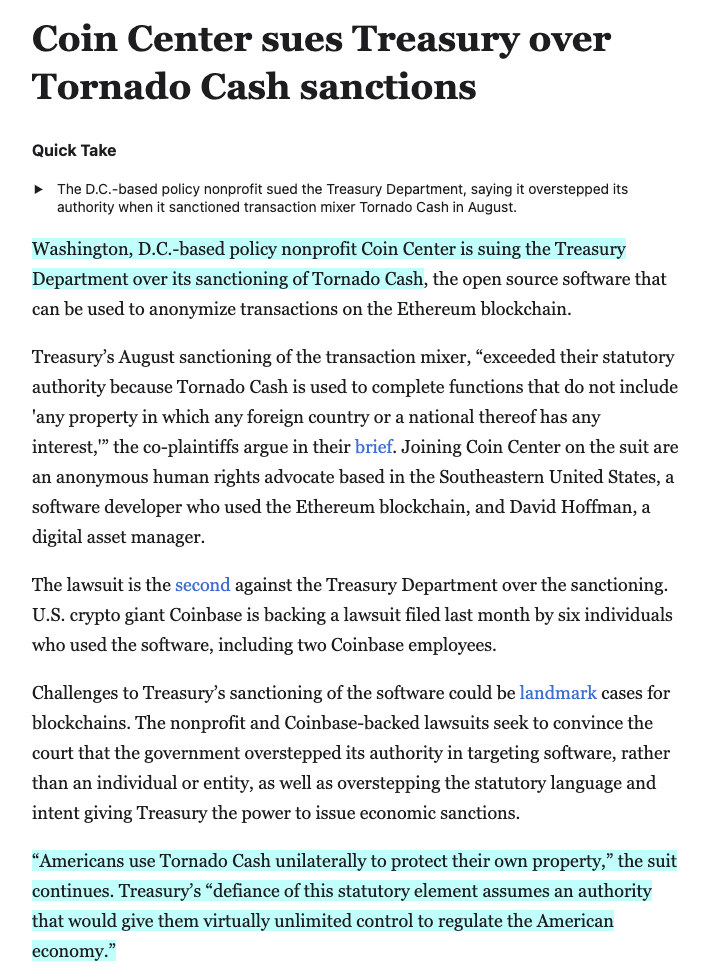 Coin Center sues Treasury over
Tornado Cash sanctions
Quick Take
The D.C.-based policy nonprofit sued the Treasury Department, saying it overstepped its
authority when it sanctioned transaction mixer Tornado Cash in August.
Washington, D.C.-based policy nonprofit Coin Center is suing the Treasury
Department over its sanctioning of Tornado Cash, the open source software that
can be used to anonymize transactions on the Ethereum blockchain.
Treasury’s August sanctioning of the transaction mixer, “exceeded their statutory
authority because Tornado Cash is used to complete functions that do not include
'any property in which any foreign country or a national thereof has any
interest,'” the co-plaintiffs argue in their brief. Joining Coin Center on the suit are
an anonymous human rights advocate based in the Southeastern United States, a
software developer who used the Ethereum blockchain, and David Hoffman, a
digital asset manager.
The lawsuit is the second against the Treasury Department over the sanctioning.
U.S. crypto giant Coinbase is backing a lawsuit filed last month by six individuals
who used the software, including two Coinbase employees.
Challenges to Treasury’s sanctioning of the software could be landmark cases for
blockchains. The nonprofit and Coinbase-backed lawsuits seek to convince the
court that the government overstepped its authority in targeting software, rather
than an individual or entity, as well as overstepping the statutory language and
intent giving Treasury the power to issue economic sanctions.
“Americans use Tornado Cash unilaterally to protect their own property,” the suit
continues. Treasury’s “defiance of this statutory element assumes an authority
that would give them virtually unlimited control to regulate the American
economy.”